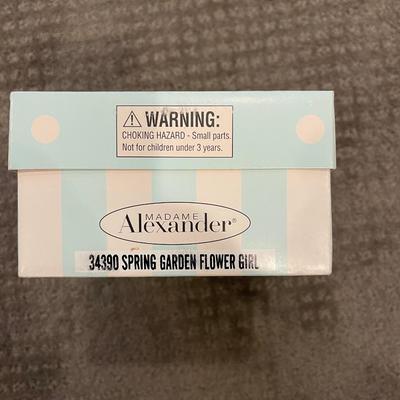 ⚠ WARNING:
CHOKING HAZARD - Small parts.
Not for children under 3 years.
MADAME
Alexander®
34390 SPRING GARDEN FLOWER GIRL